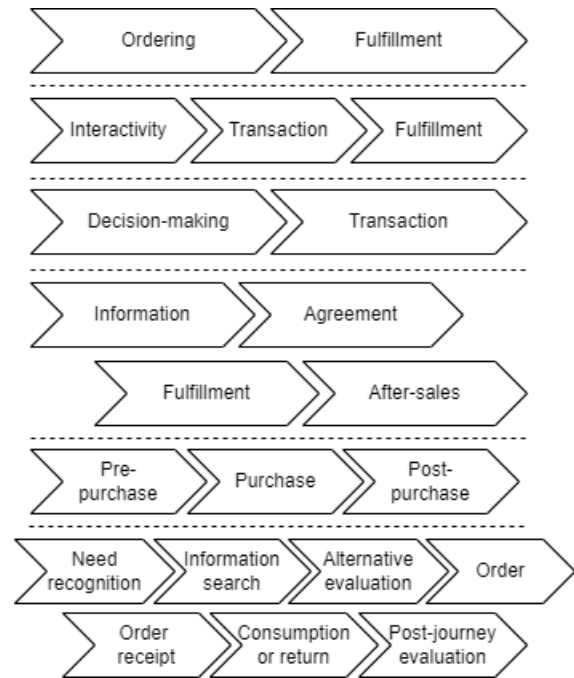 Ordering Fulfillment
Interactivity Transaction Fulfillment
Decision-making Transaction
Information Agreement
Fulfillment After-sales
Pre-
purchase
Purchase
Post-
purchase
Need
recognition
Information
search
Alternative
evaluation
Order
Order
receipt
Consumption
or return
Post-journey
evaluation